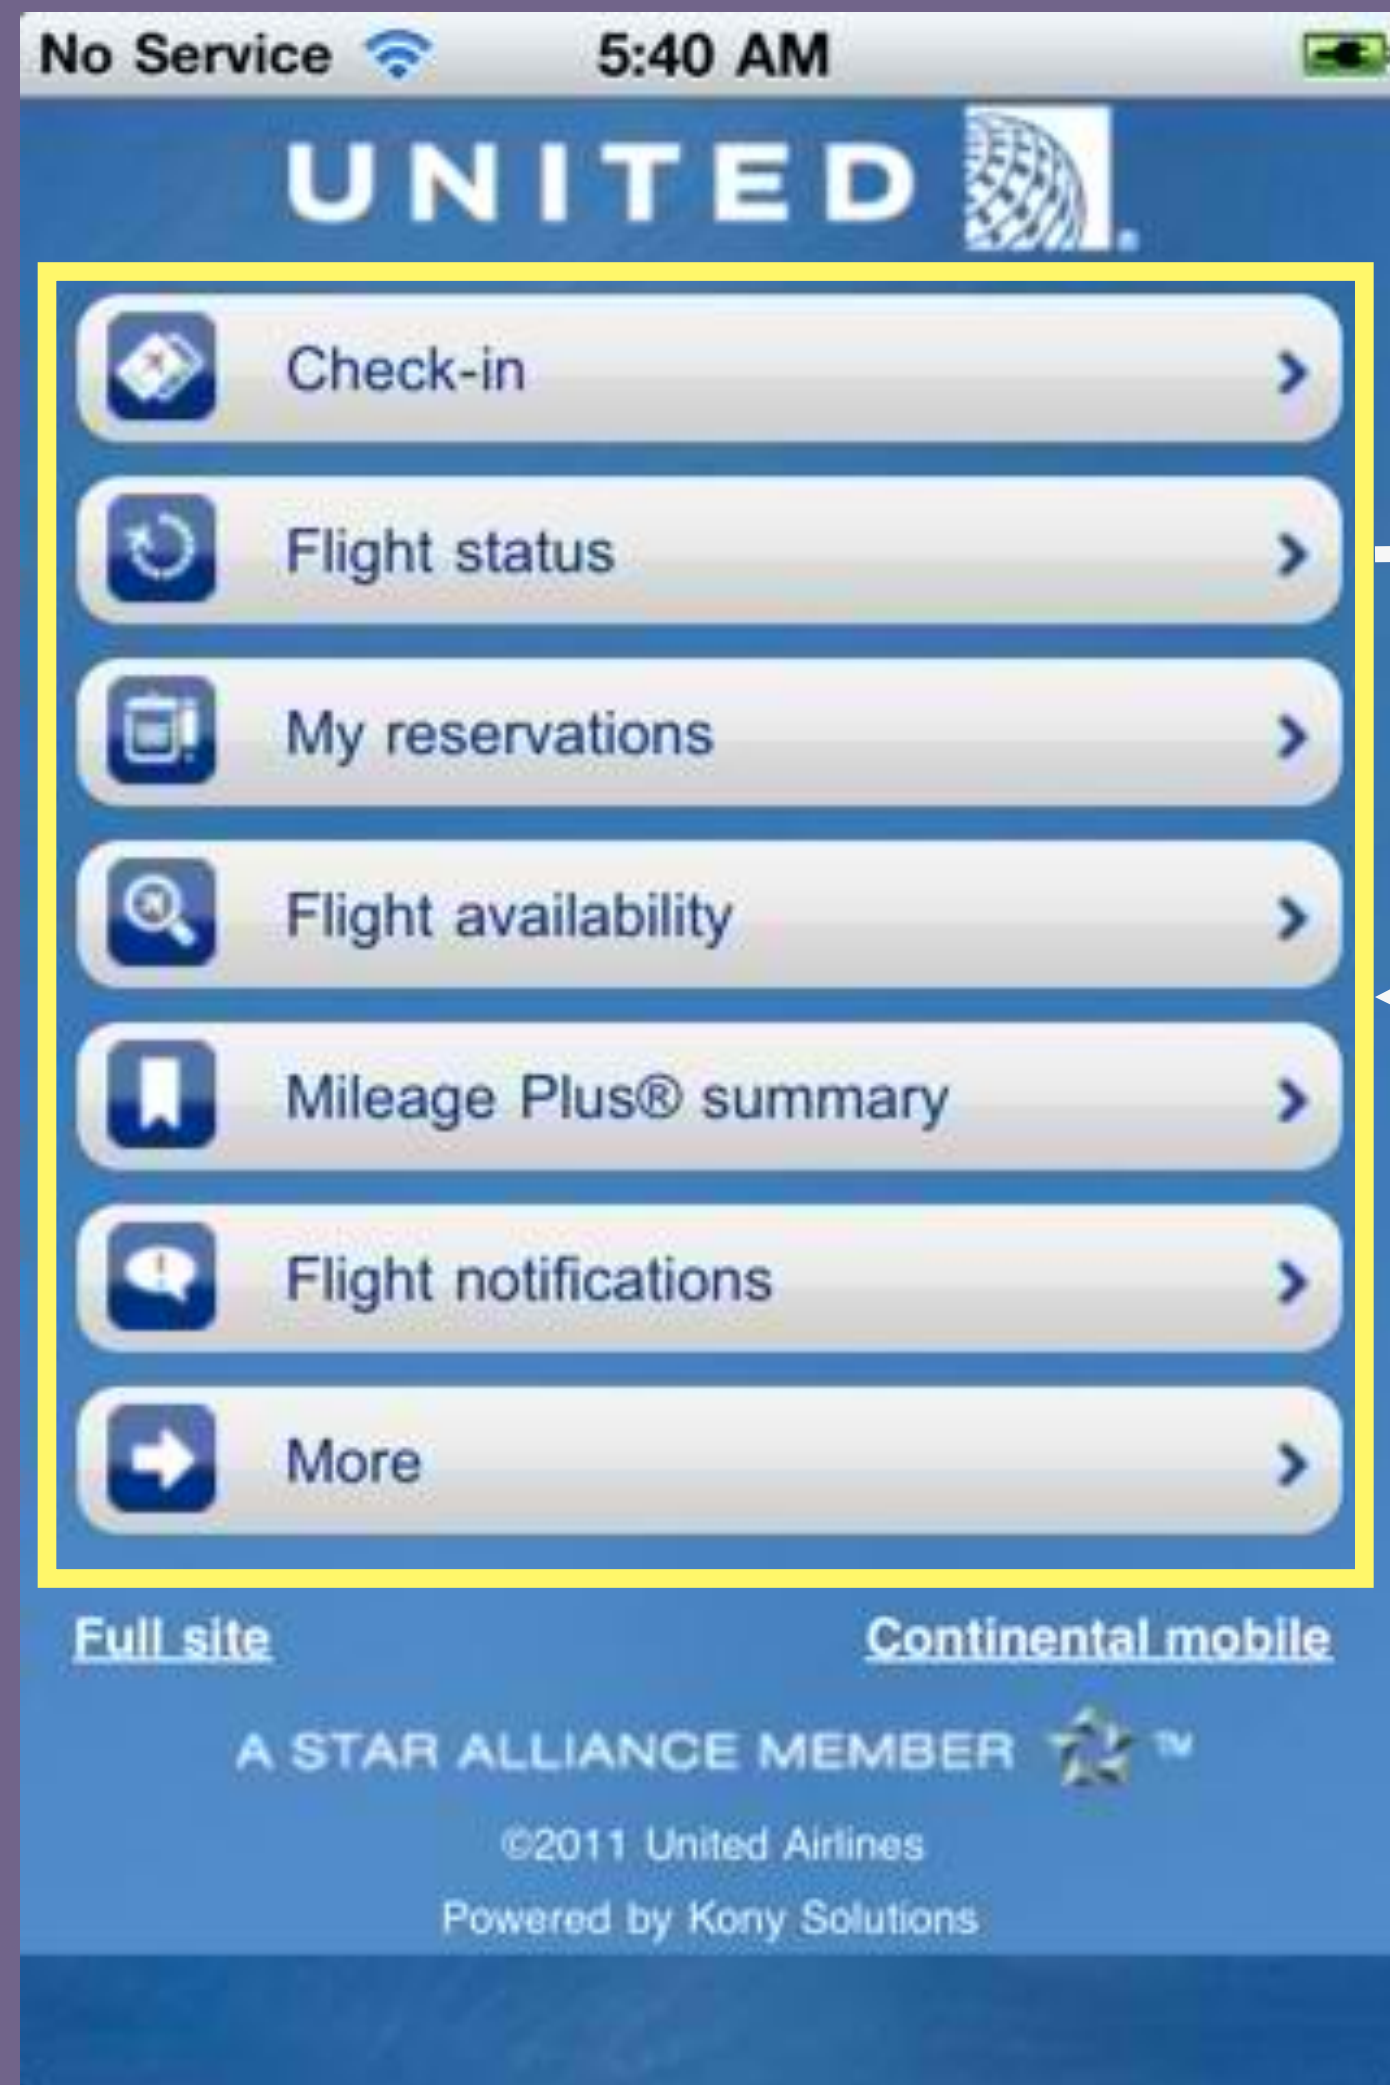 No Service 5:40 AM
UNITED ®
Check-in
Flight status
My reservations
Flight availability
Mileage Plus® summary
Flight notifications
More
Full site Continental mobile
A STAR ALLIANCE MEMBER ™
©2011 United Airlines
Powered by Kony Solutions